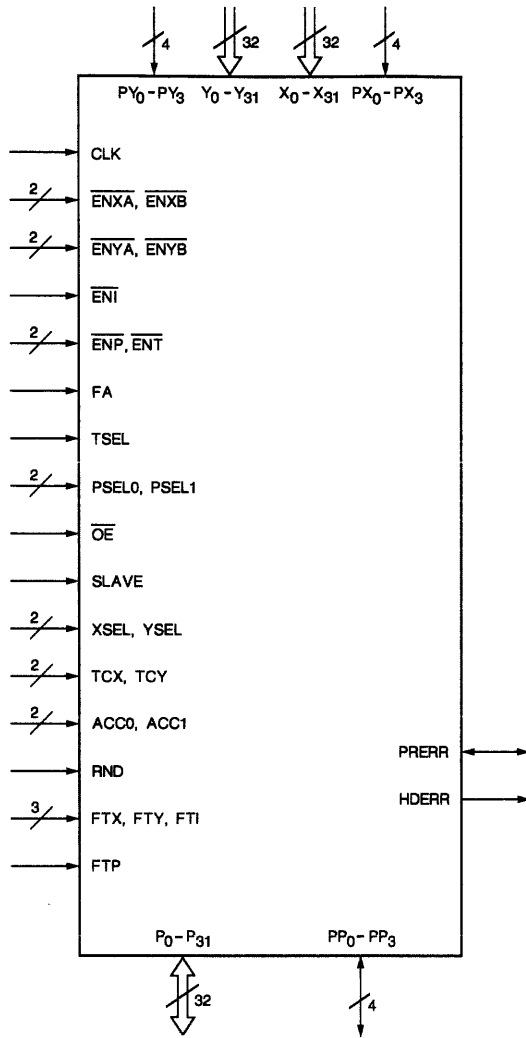 4 32 32 4
PY0–PY3 Y0–Y31 X0–X31 PX0–PX3
CLK
2 ENXA, ENXB
2 ENYA, ENYB
ENI
2 ENP, ENT
FA
TSEL
2 PSEL0, PSEL1
OE
SLAVE
2 XSEL, YSEL
2 TCX, TCY
2 ACC0, ACC1
PRERR
RND
HDERR
3 FTX, FTY, FTI
FTP
P0–P31 PP0–PP3
32 4